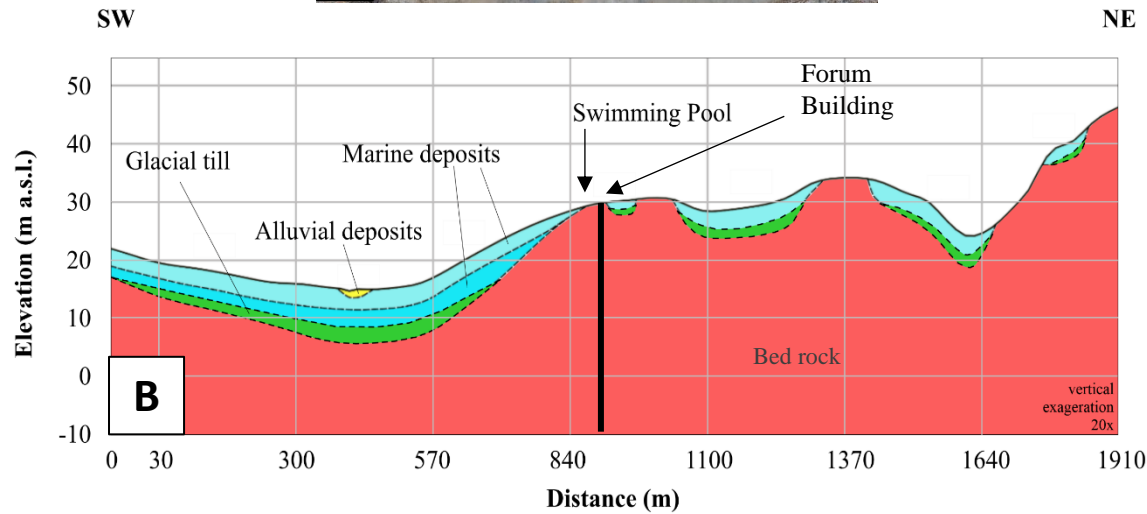 SW
NE
Forum
Building
Swimming Pool
Marine deposits
Glacial till
Alluvial deposits
Elevation (m a.s.l.)
50
40
30
20
10
0
-10
Bed rock
B
vertical
exageration
20x
0 30 300 570 840 1100 1370 1640 1910
Distance (m)